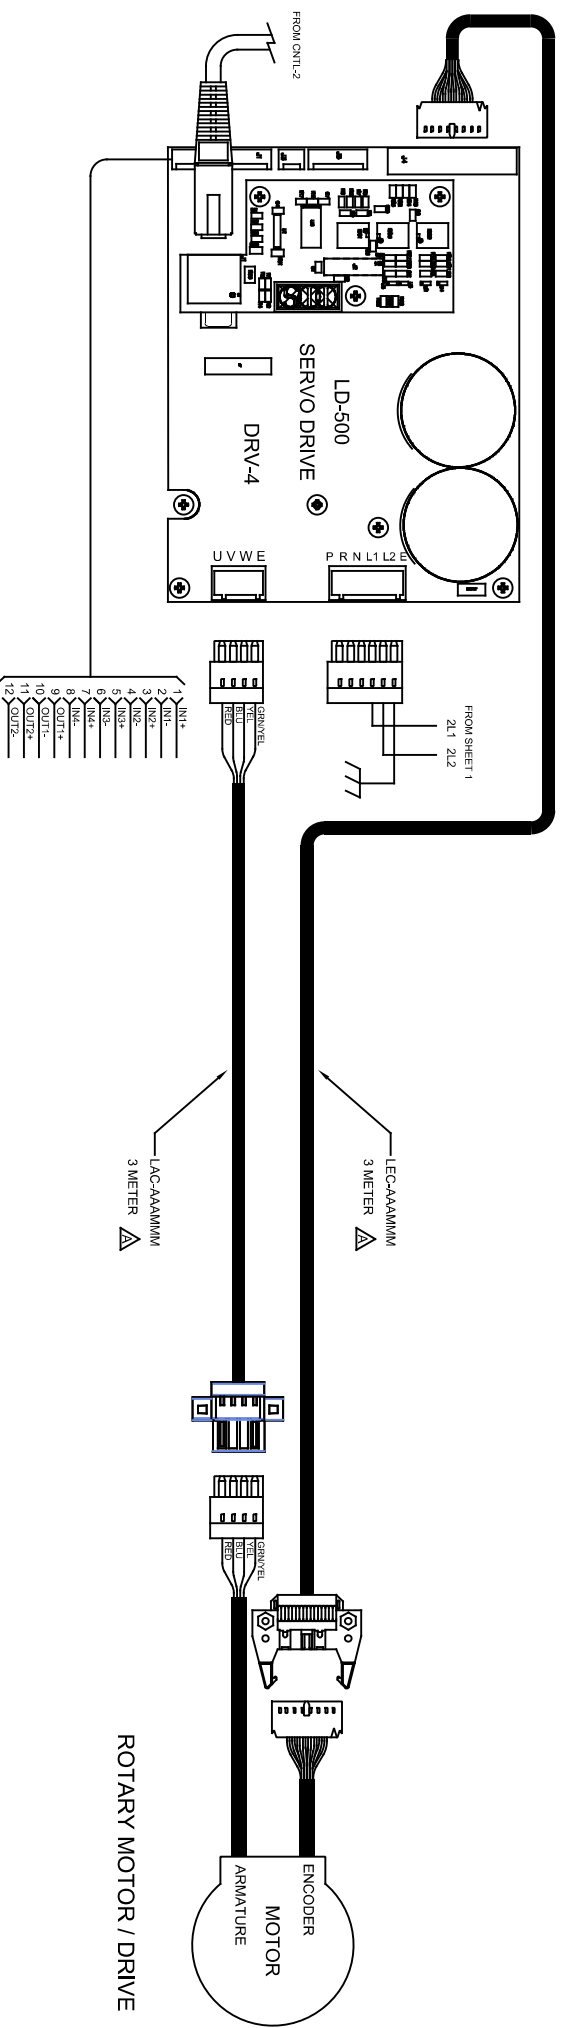 FROM CNTL-2
J4
LD-500
SERVO DRIVE
DRV-4
U V W E
P R N L1 L2 E
FROM SHEET 1
2L1
2L2
GRN/YEL
YEL
BLU
RED
1 IN1+
2 IN1-
3 IN2+
4 IN2-
5 IN3+
6 IN3-
7 IN4+
8 IN4-
9 OUT1+
10 OUT1-
11 OUT2+
12 OUT2-
LEC-AAAMMM
3 METER A
LAC-AAAMMM
3 METER A
GRN/YEL
YEL
BLU
RED
ENCODER
MOTOR
ARMATURE
ROTARY MOTOR / DRIVE